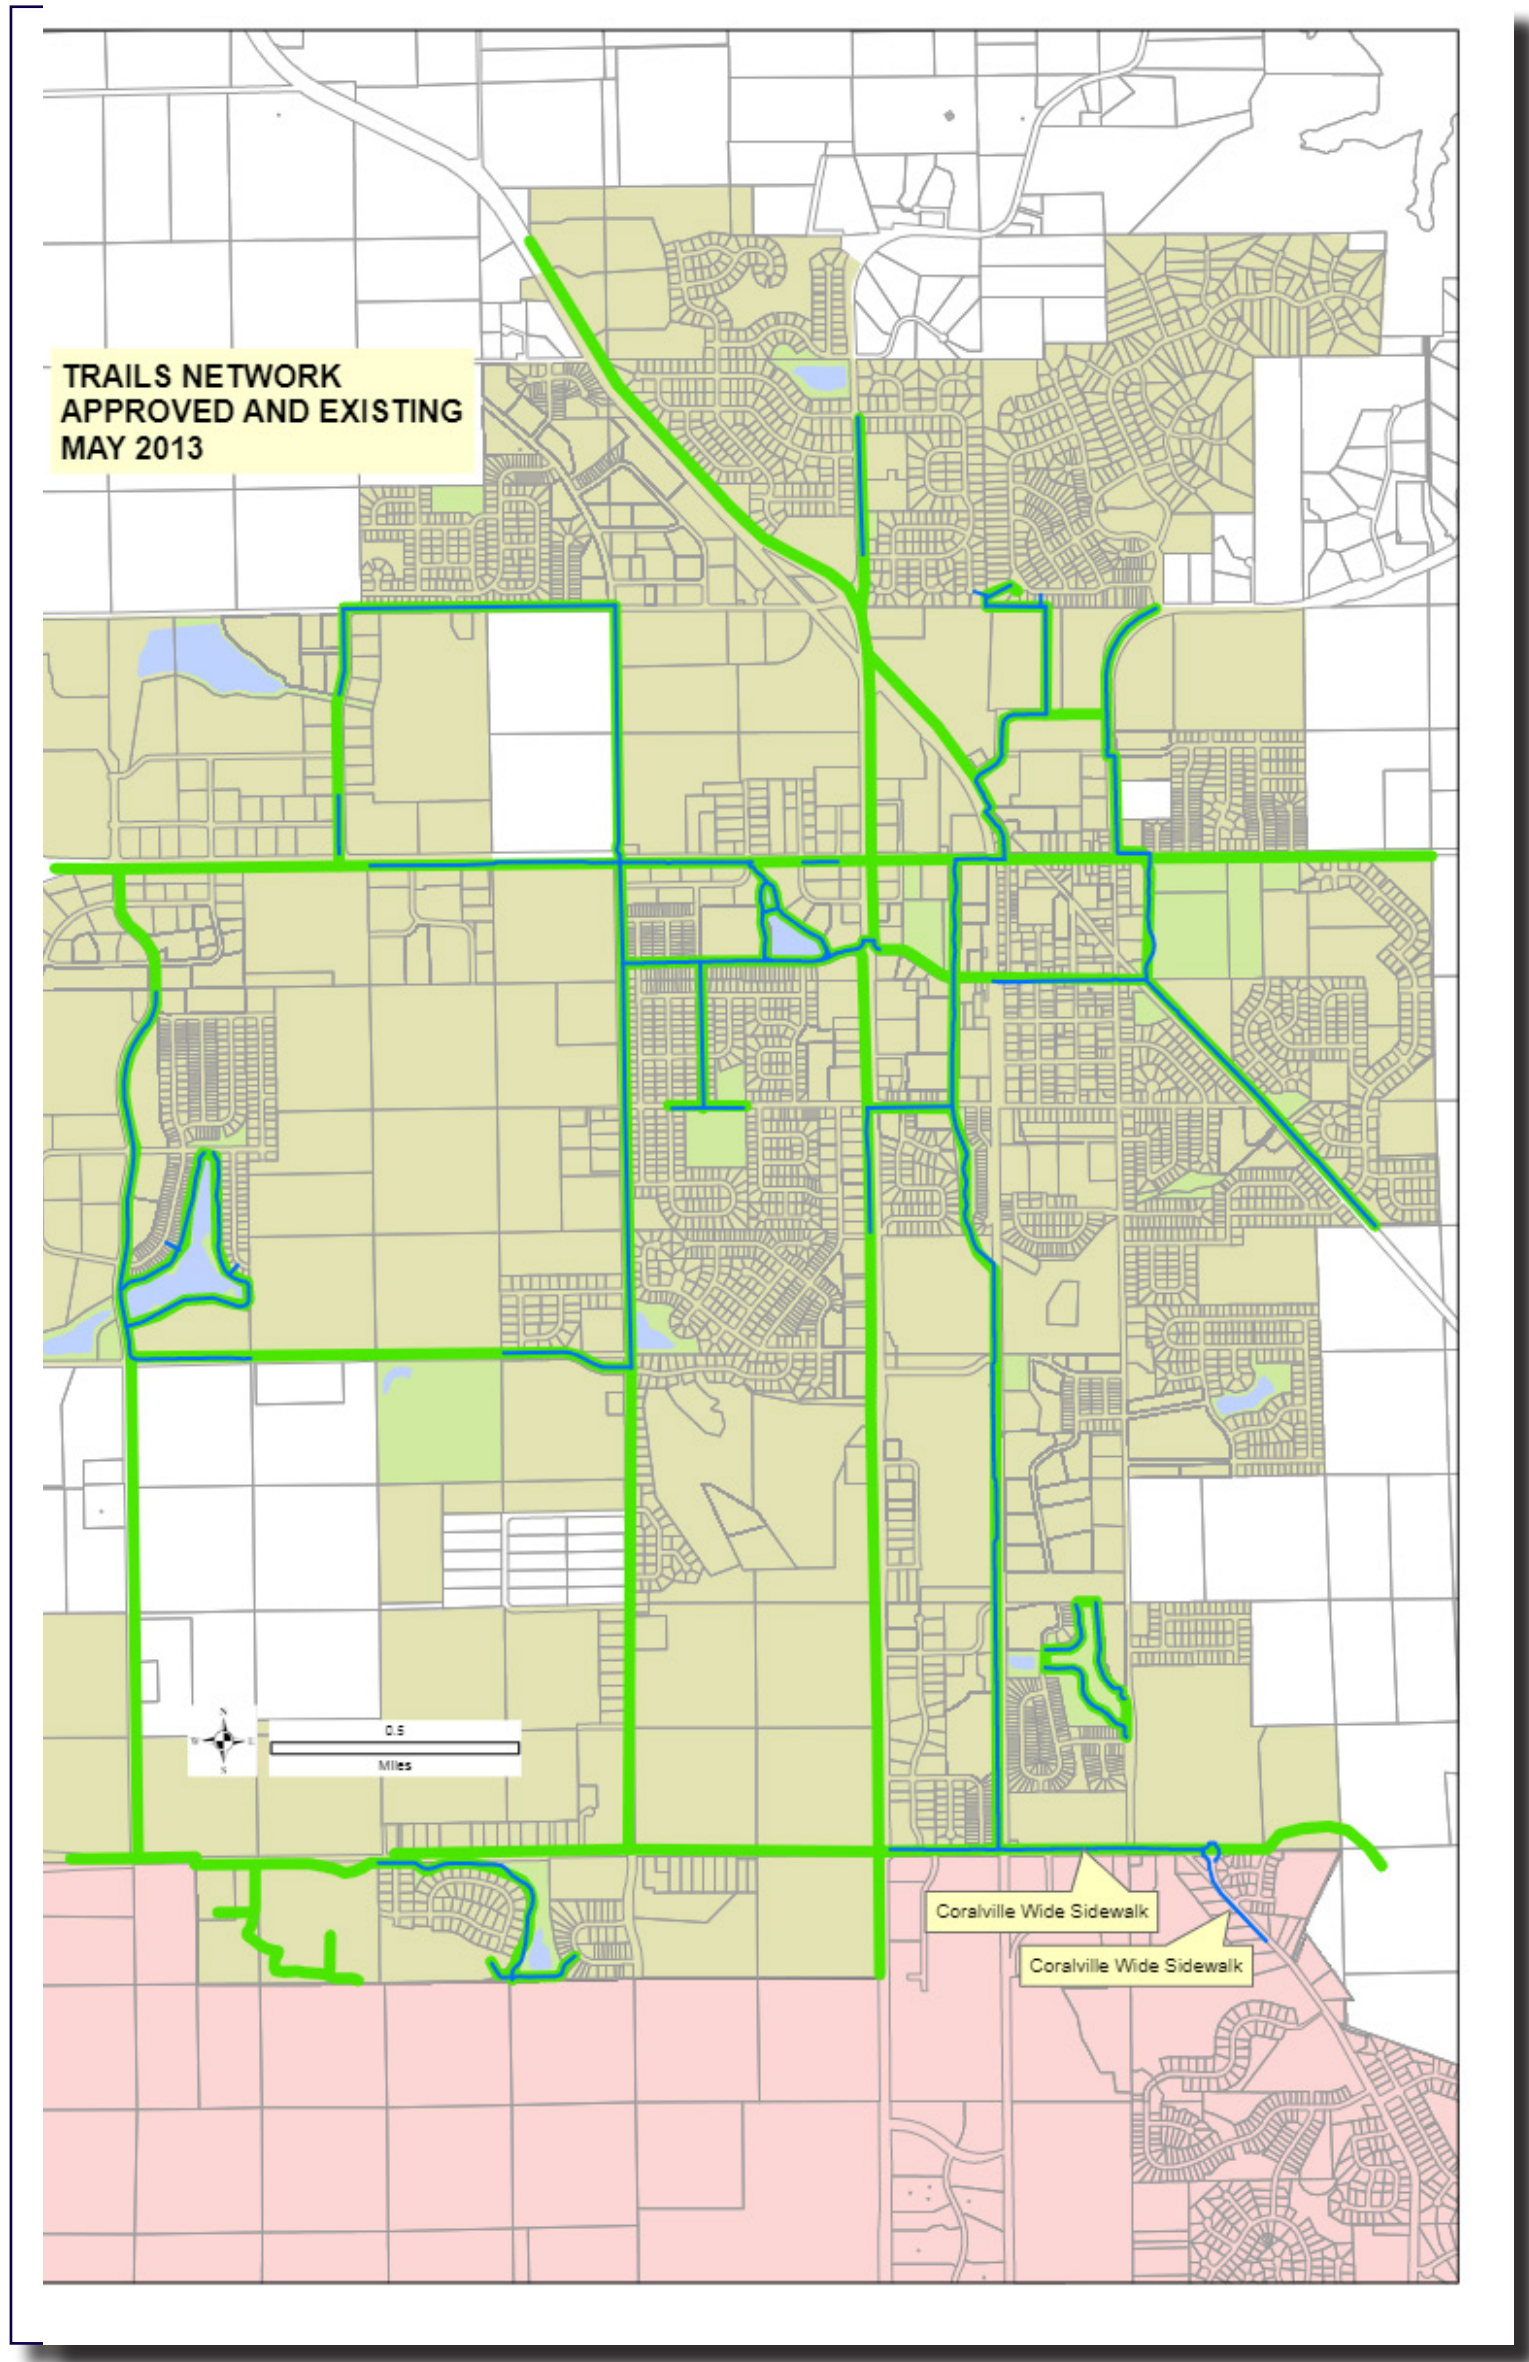 TRAILS NETWORK
APPROVED AND EXISTING
MAY 2013
N
W E
S
0.5
Miles
Coralville Wide Sidewalk
Coralville Wide Sidewalk